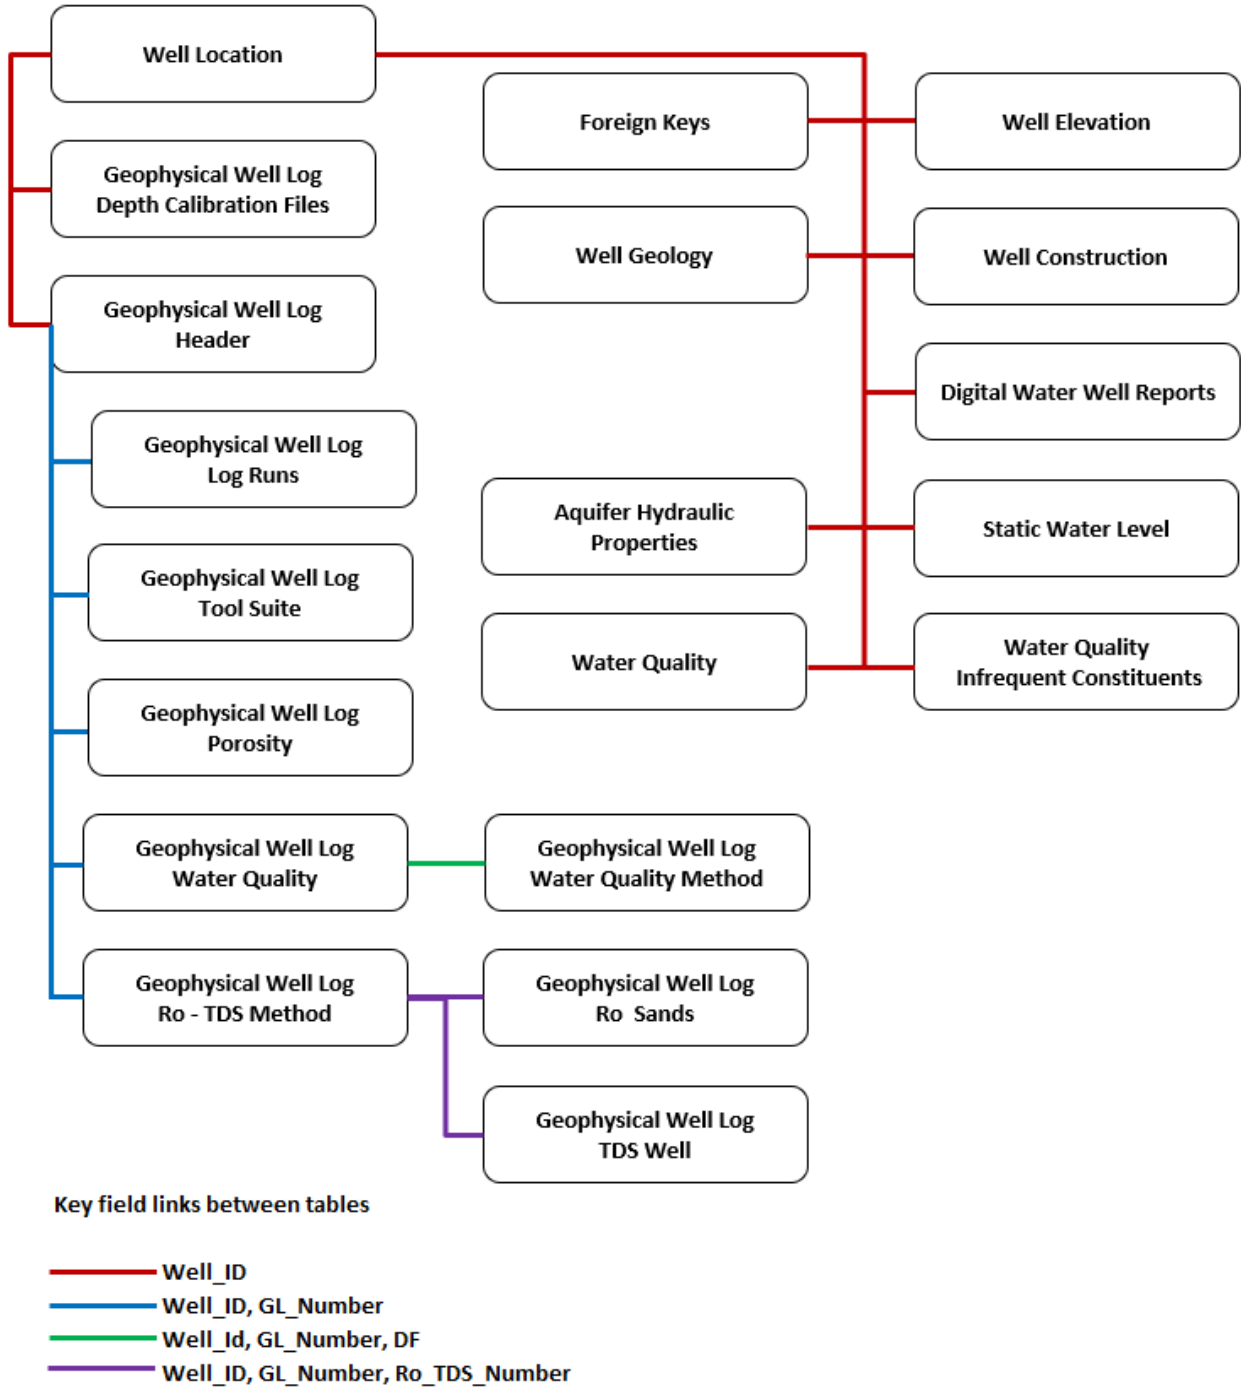 Well Location
Geophysical Well Log
Depth Calibration Files
Geophysical Well Log
Header
Geophysical Well Log
Log Runs
Geophysical Well Log
Tool Suite
Geophysical Well Log
Porosity
Geophysical Well Log
Water Quality
Geophysical Well Log
Water Quality Method
Geophysical Well Log
Ro - TDS Method
Geophysical Well Log
Ro Sands
Geophysical Well Log
TDS Well
Foreign Keys
Well Elevation
Well Geology
Well Construction
Digital Water Well Reports
Aquifer Hydraulic
Properties
Static Water Level
Water Quality
Water Quality
Infrequent Constituents
Key field links between tables
Well_ID
Well_ID, GL_Number
Well_Id, GL_Number, DF
Well_ID, GL_Number, Ro_TDS_Number